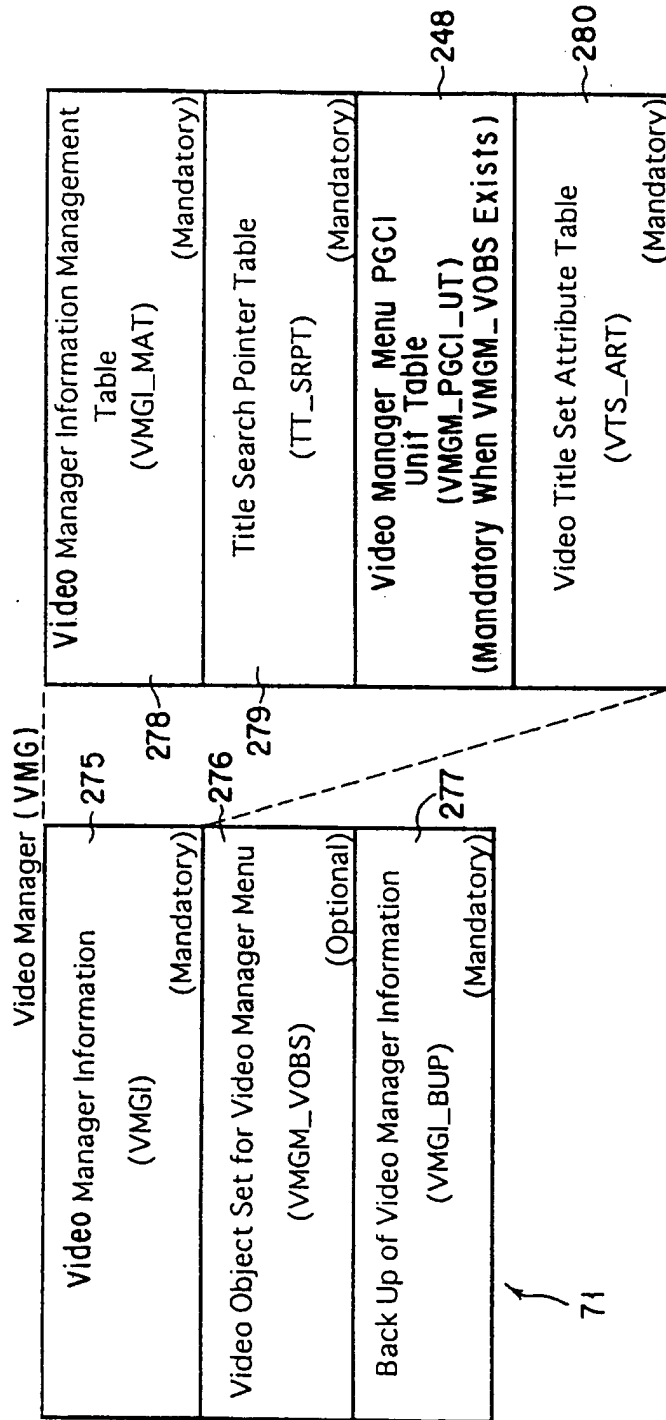 Video Manager (VMG)
Video Manager Information
(VMGI)
(Mandatory)
275
Video Object Set for Video Manager Menu
(VMGM_VOBS)
(Optional)
276
Back Up of Video Manager Information
(VMGI_BUP)
(Mandatory)
277
71
Video Manager Information Management
Table
(VMGI_MAT)
(Mandatory)
278
Title Search Pointer Table
(TT_SRPT)
(Mandatory)
279
Video Manager Menu PGCI
Unit Table
(VMGM_PGCI_UT)
(Mandatory When VMGM_VOBS Exists)
248
Video Title Set Attribute Table
(VTS_ART)
(Mandatory)
280